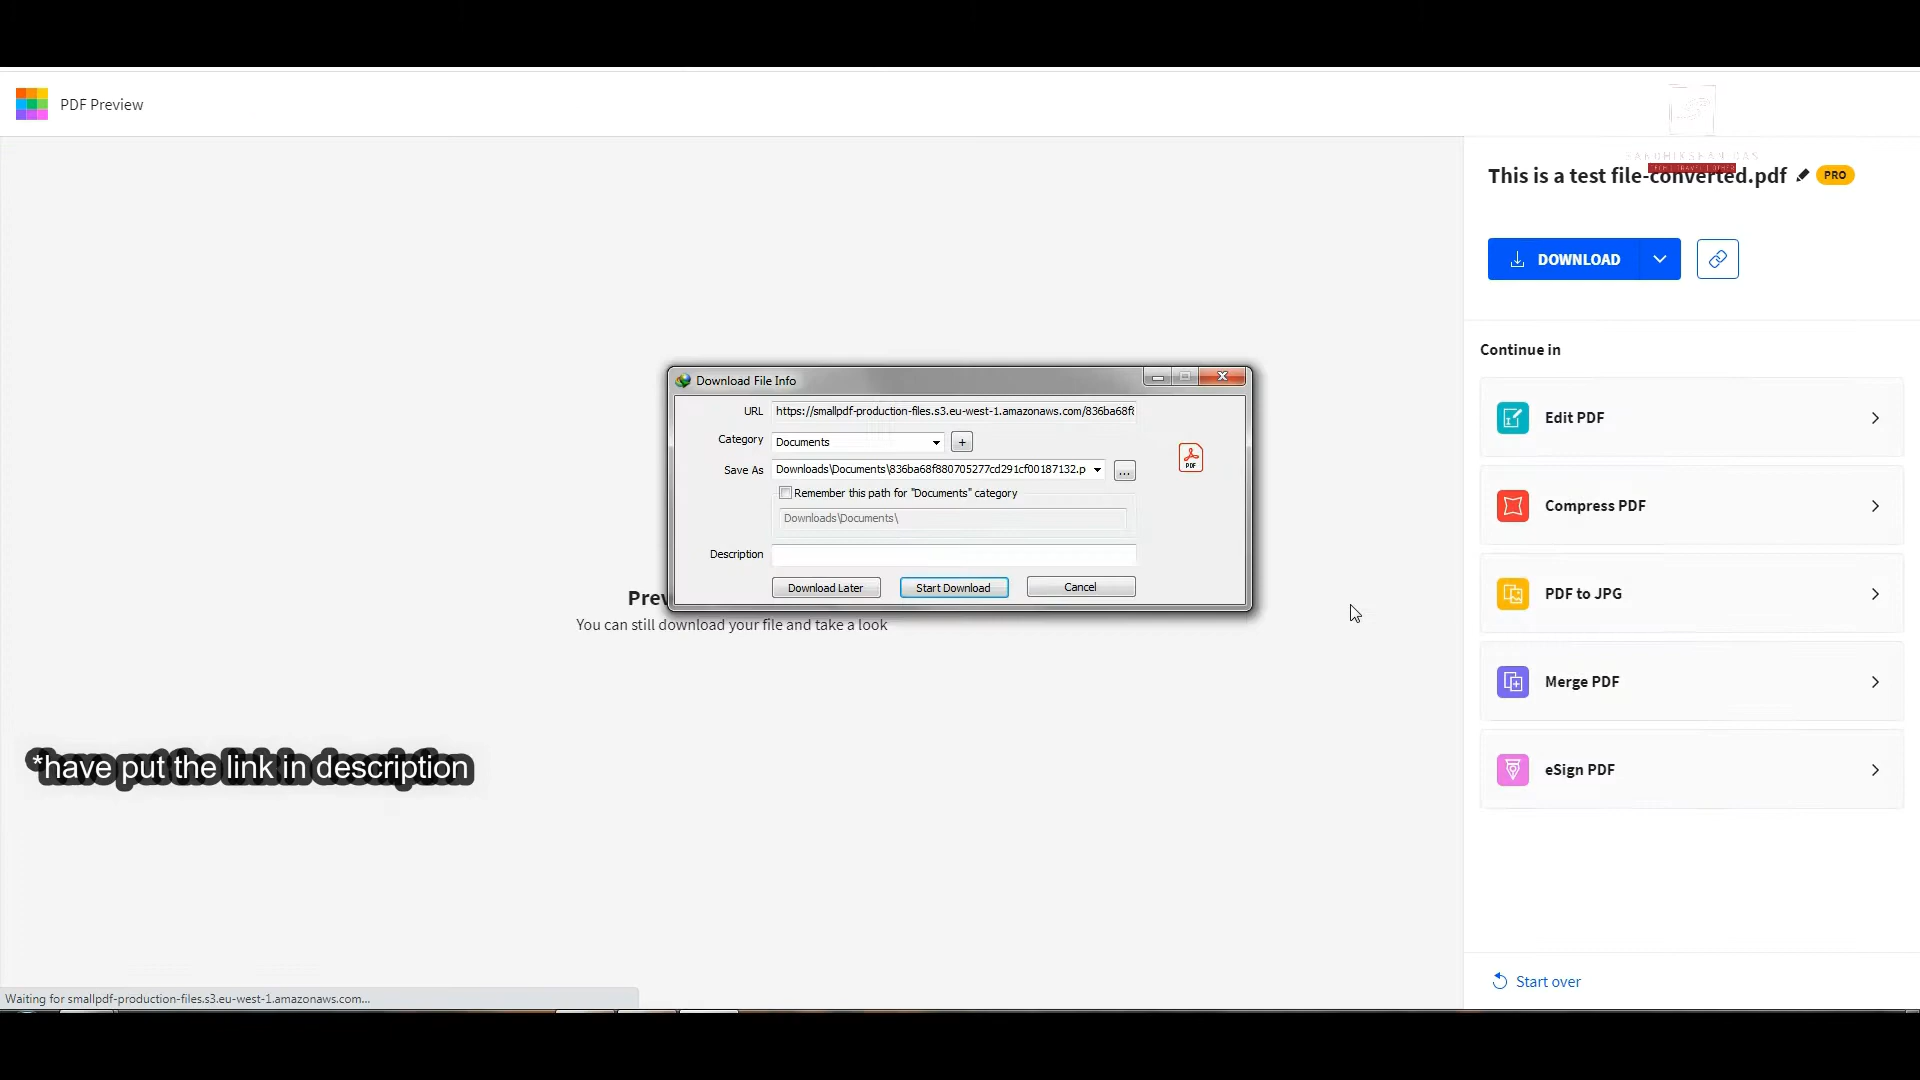 PDF Preview
This is a test file-converted.pdf
PRO
DOWNLOAD
Continue in
Edit PDF
Compress PDF
PDF to JPG
Merge PDF
eSign PDF
Start over
Download File Info
URL https://smallpdf-production-files.s3.eu-west-1.amazonaws.com/836ba68f8
Category Documents
+
Save As Downloads\Documents\836ba68f880705277cd291cf00187132.p
...
PDF
Remember this path for "Documents" category
Downloads\Documents\
Description
Download Later Start Download Cancel
You can still download your file and take a look
*have put the link in description
Waiting for smallpdf-production-files.s3.eu-west-1.amazonaws.com...